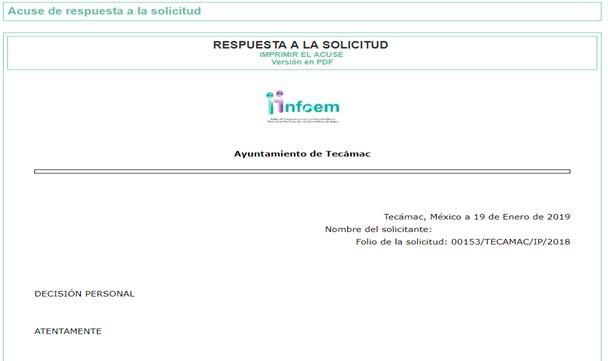 Acuse de respuesta a la solicitud
RESPUESTA A LA SOLICITUD
IMPRIMIR EL ACUSE
Versión en PDF
infoem
Ayuntamiento de Tecámac
Tecámac, México a 19 de Enero de 2019
Nombre del solicitante:
Folio de la solicitud: 00153/TECAMAC/IP/2018
DECISIÓN PERSONAL
ATENTAMENTE